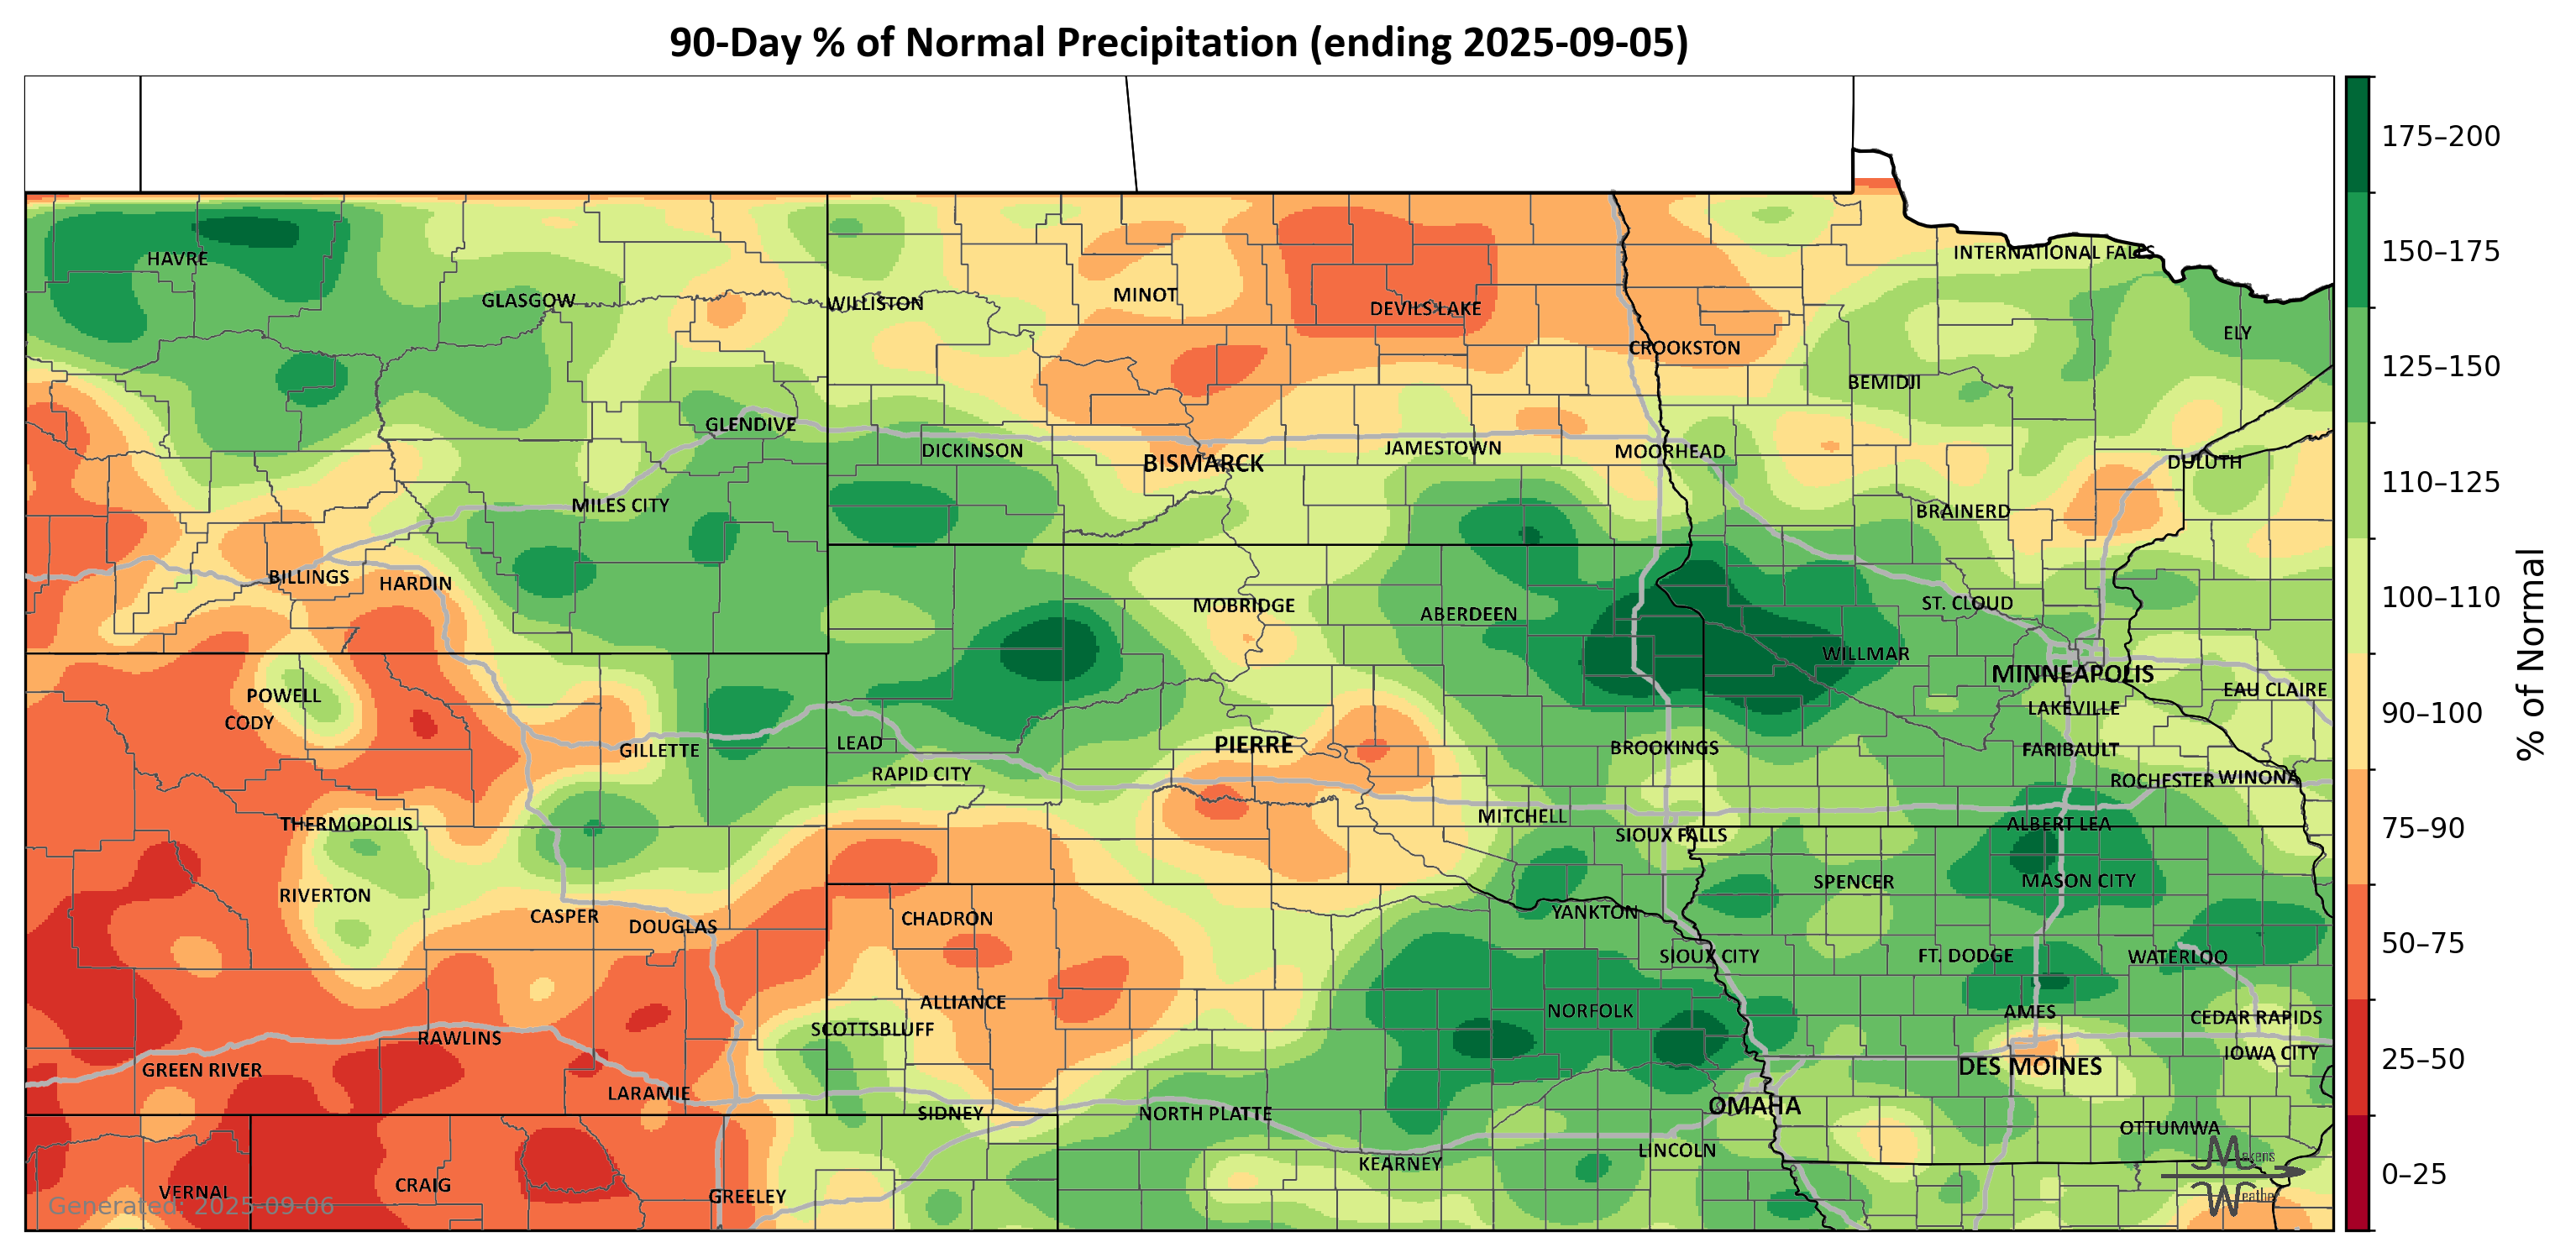 90-Day % of Normal Precipitation (ending 2025-09-05)
175–200
150–175
125–150
110–125
100–110
90–100
75–90
50–75
25–50
0–25
% of Normal
HAVRE
INTERNATIONAL FALLS
GLASGOW
WILLISTON
MINOT
DEVILS LAKE
ELY
CROOKSTON
BEMIDJI
GLENDIVE
DICKINSON
BISMARCK
JAMESTOWN
MOORHEAD
DULUTH
MILES CITY
BRAINERD
BILLINGS
HARDIN
MOBRIDGE
ABERDEEN
ST. CLOUD
WILLMAR
MINNEAPOLIS
POWELL
CODY
EAU CLAIRE
LAKEVILLE
GILLETTE
LEAD
PIERRE
BROOKINGS
FARIBAULT
RAPID CITY
ROCHESTER
WINONA
THERMOPOLIS
MITCHELL
SIOUX FALLS
ALBERT LEA
RIVERTON
SPENCER
MASON CITY
CASPER
DOUGLAS
CHADRON
YANKTON
SIOUX CITY
FT. DODGE
WATERLOO
ALLIANCE
NORFOLK
AMES
CEDAR RAPIDS
SCOTTSBLUFF
RAWLINS
IOWA CITY
GREEN RIVER
DES MOINES
LARAMIE
SIDNEY
NORTH PLATTE
OMAHA
OTTUMWA
LINCOLN
KEARNEY
VERNAL
CRAIG
GREELEY
Makens
Weather
Generated: 2025-09-06